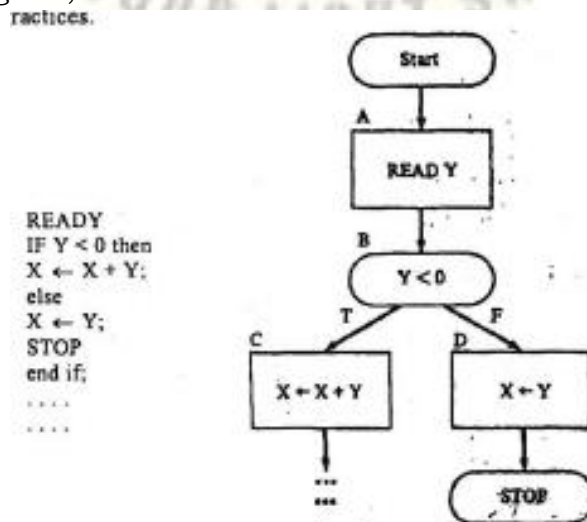 ractices.
READY
IF Y < 0 then
X ← X + Y;
else
X ← Y;
STOP
end if;
. . . .
. . . .
Start
A
READ Y
B
Y < 0
T
F
C
D
X ← X + Y
X ← Y
...
...
STOP